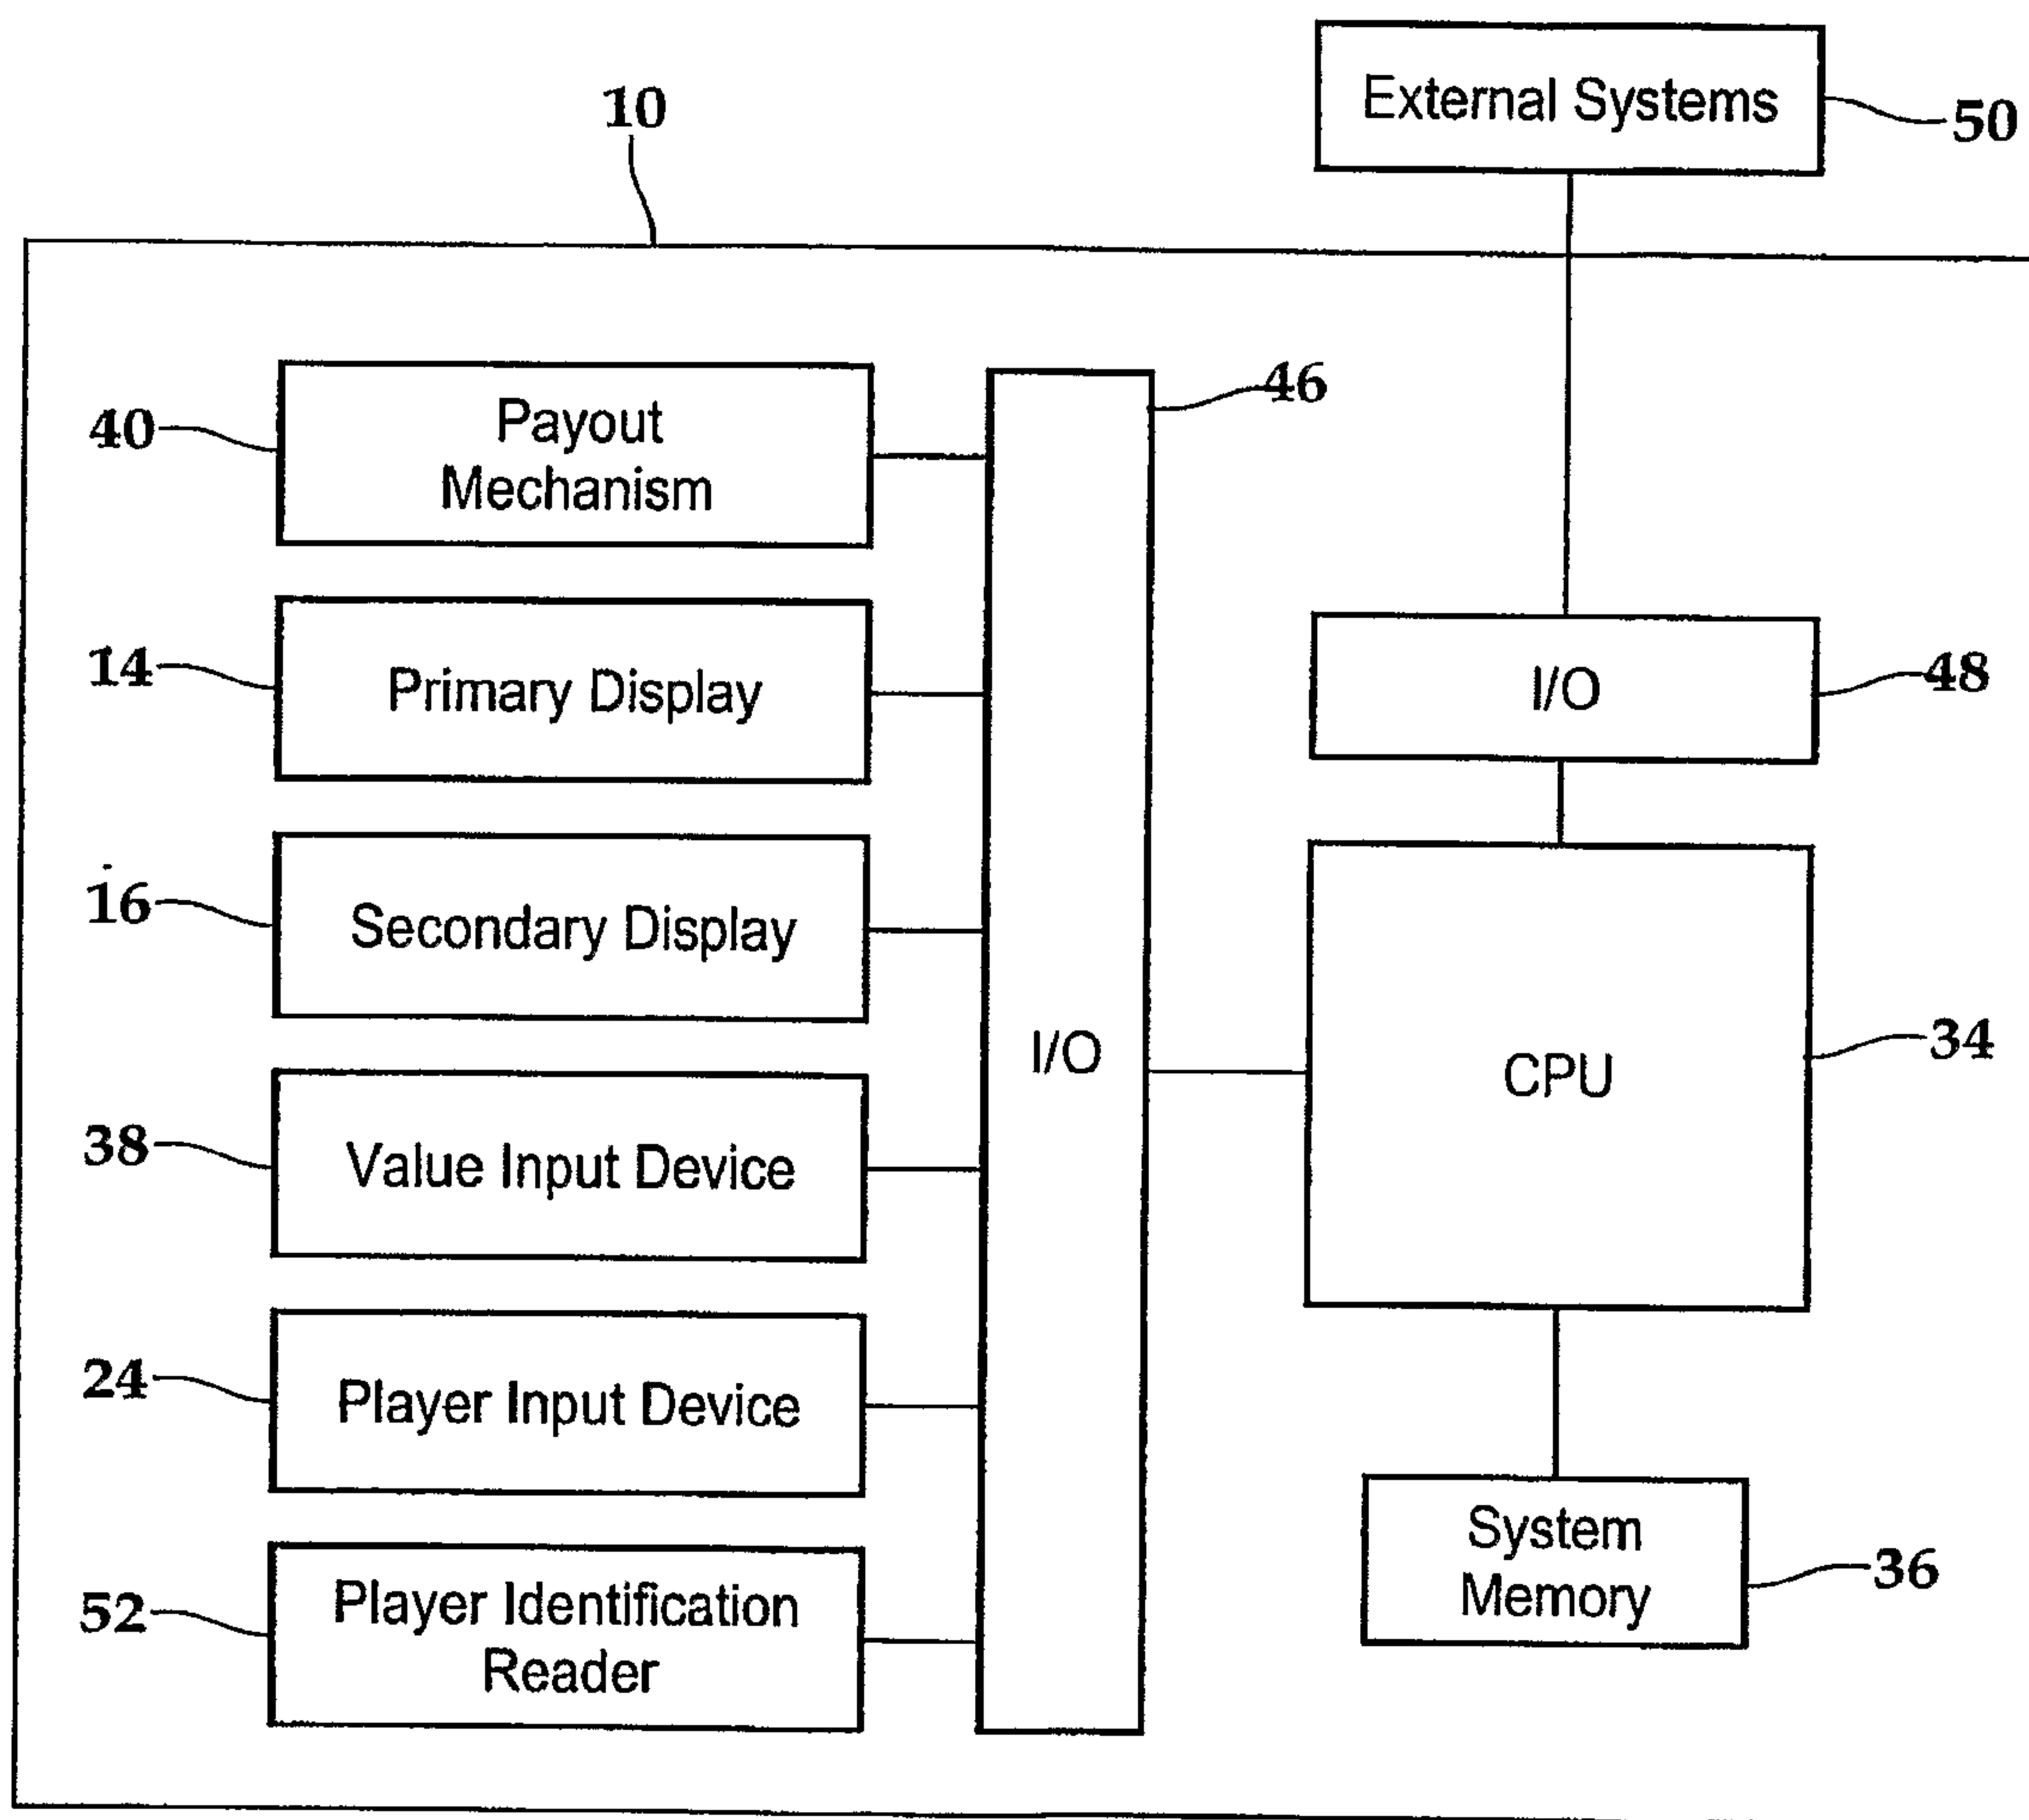 External Systems
50
10
46
40
Payout
Mechanism
14
Primary Display
I/O
48
16
Secondary Display
I/O
CPU
34
38
Value Input Device
24
Player Input Device
System
Memory
36
52
Player Identification
Reader